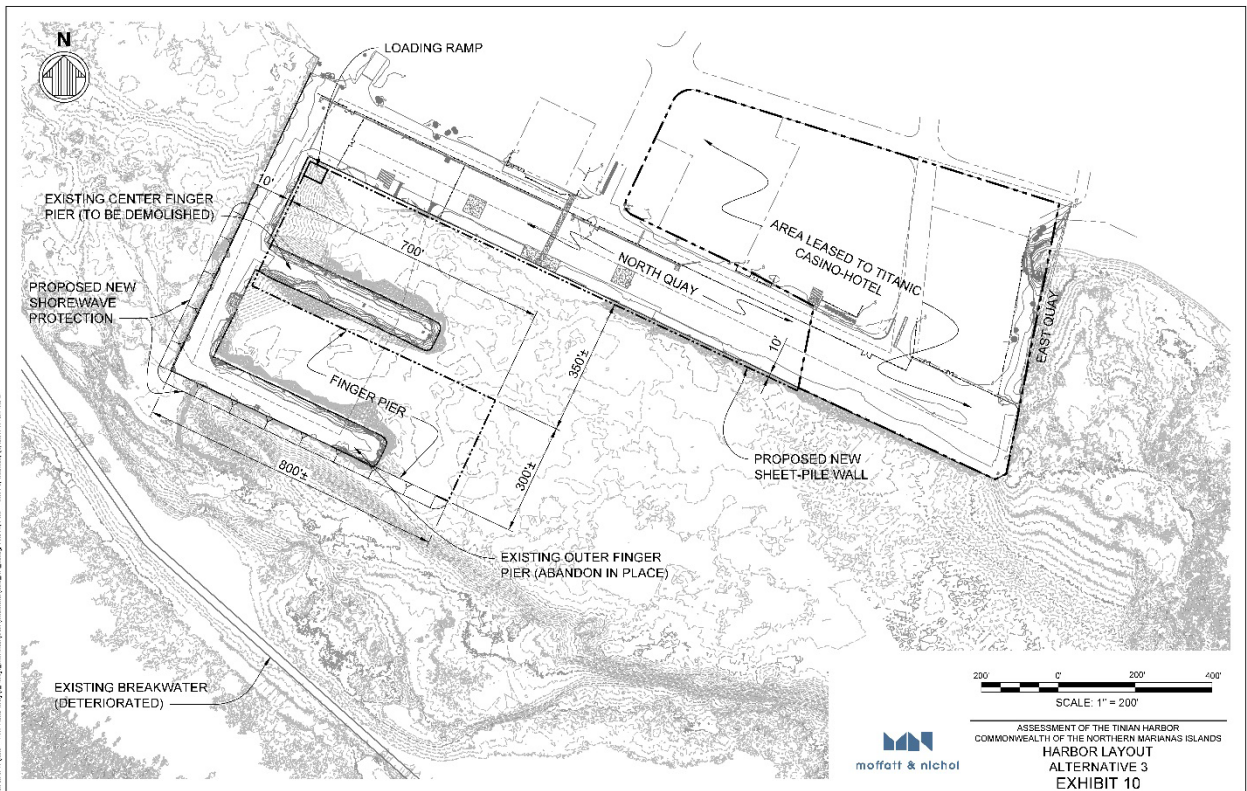 N
LOADING RAMP
10'
EXISTING CENTER FINGER
PIER (TO BE DEMOLISHED)
700'
NORTH QUAY
AREA LEASED TO TITANIC
CASINO-HOTEL
EAST QUAY
PROPOSED NEW
SHOREWAVE
PROTECTION
350'±
10'
FINGER PIER
PROPOSED NEW
SHEET-PILE WALL
800'±
300'±
EXISTING OUTER FINGER
PIER (ABANDON IN PLACE)
EXISTING BREAKWATER
(DETERIORATED)
200' 0' 200' 400'
SCALE: 1" = 200'
moffatt & nichol
ASSESSMENT OF THE TINIAN HARBOR
COMMONWEALTH OF THE NORTHERN MARIANAS ISLANDS
HARBOR LAYOUT
ALTERNATIVE 3
EXHIBIT 10